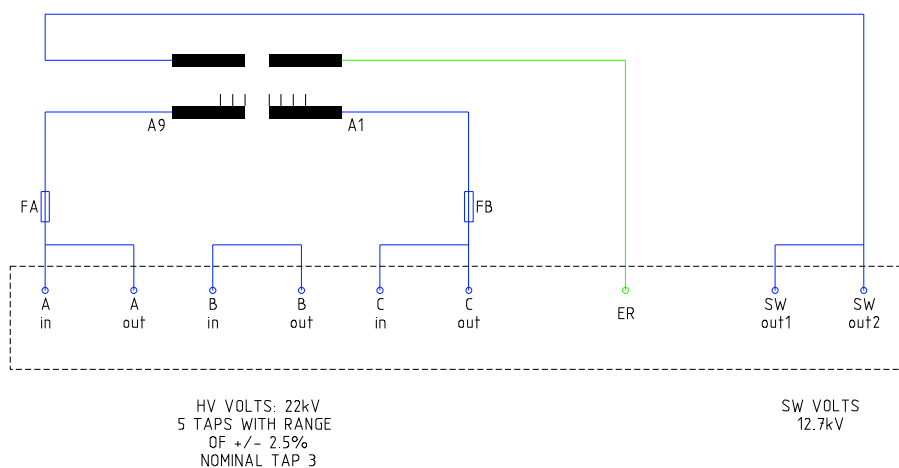 A9
A1
FA
FB
A in
A out
B in
B out
C in
C out
ER
SW out1
SW out2
HV VOLTS: 22kV
5 TAPS WITH RANGE
OF +/- 2.5%
NOMINAL TAP 3
SW VOLTS
12.7kV